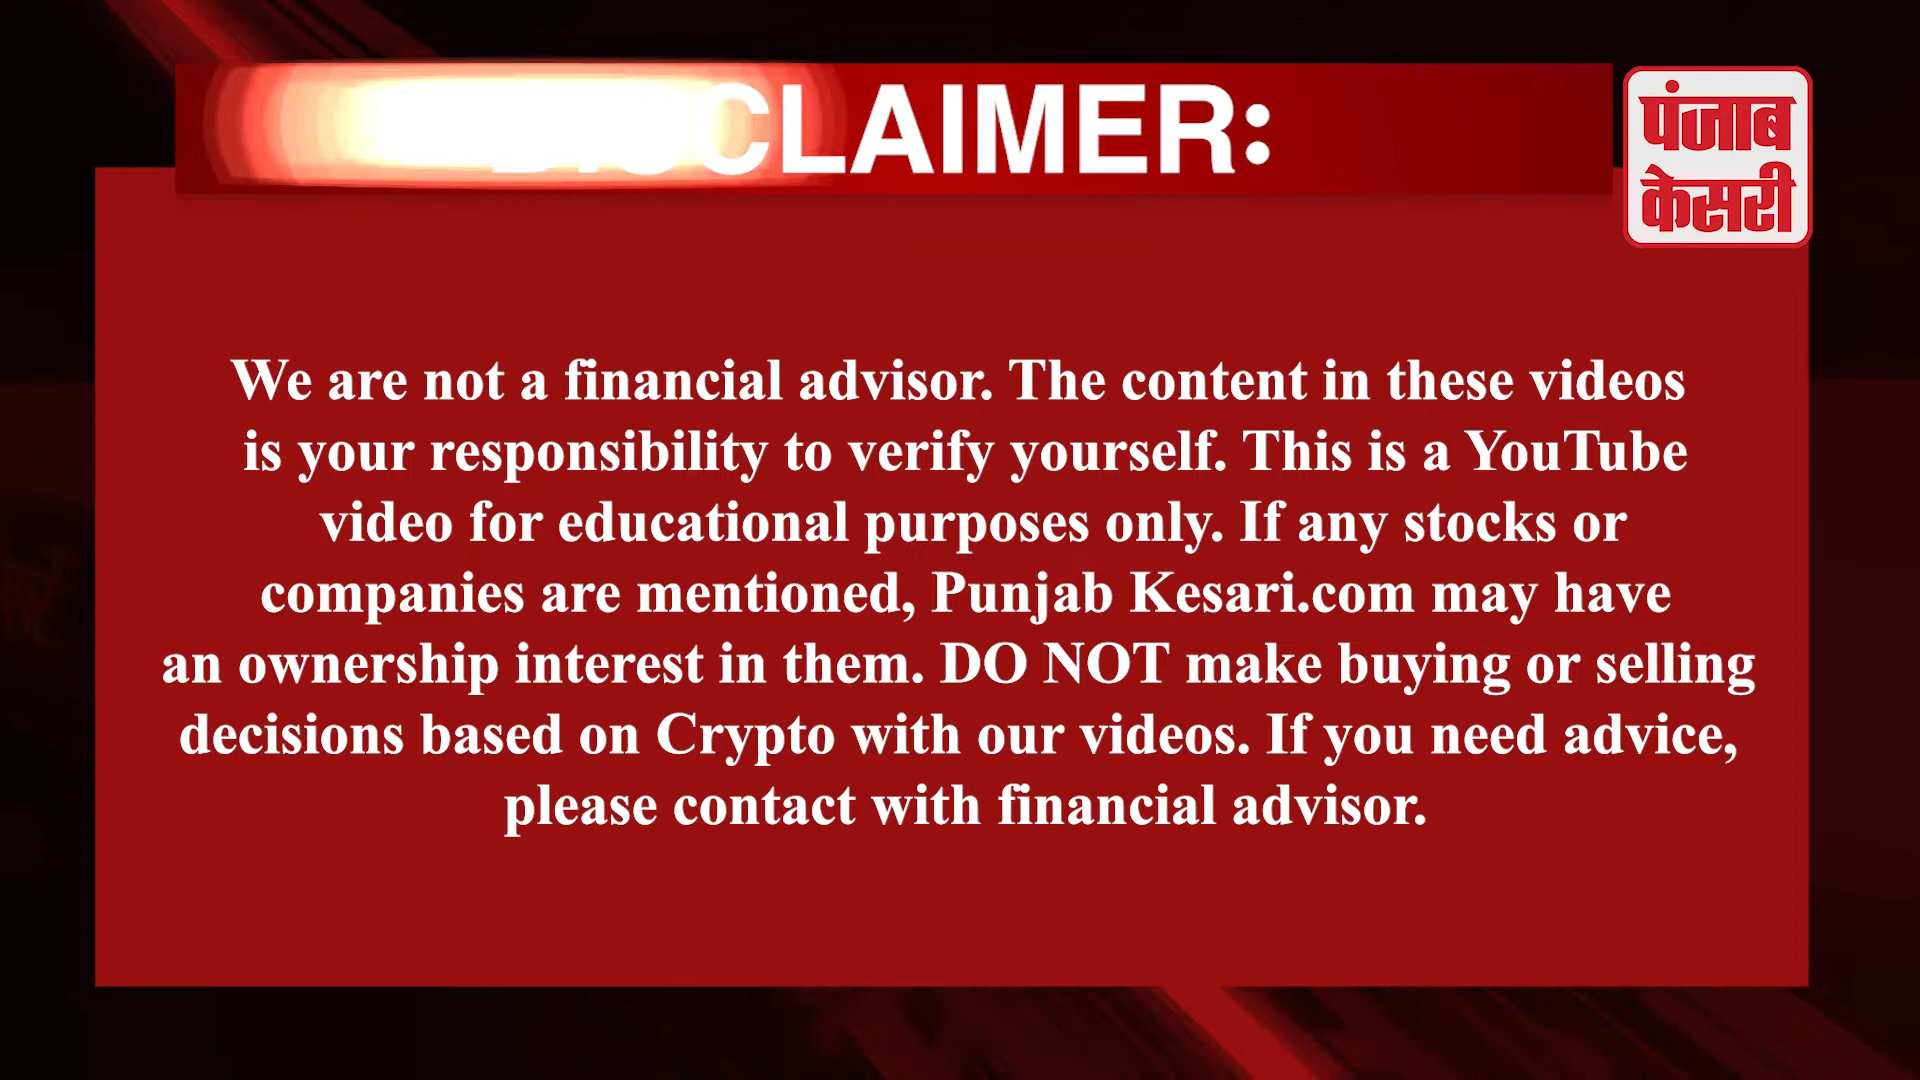 DISCLAIMER:
पंजाब
केसरी
We are not a financial advisor. The content in these videos
is your responsibility to verify yourself. This is a YouTube
video for educational purposes only. If any stocks or
companies are mentioned, Punjab Kesari.com may have
an ownership interest in them. DO NOT make buying or selling
decisions based on Crypto with our videos. If you need advice,
please contact with financial advisor.